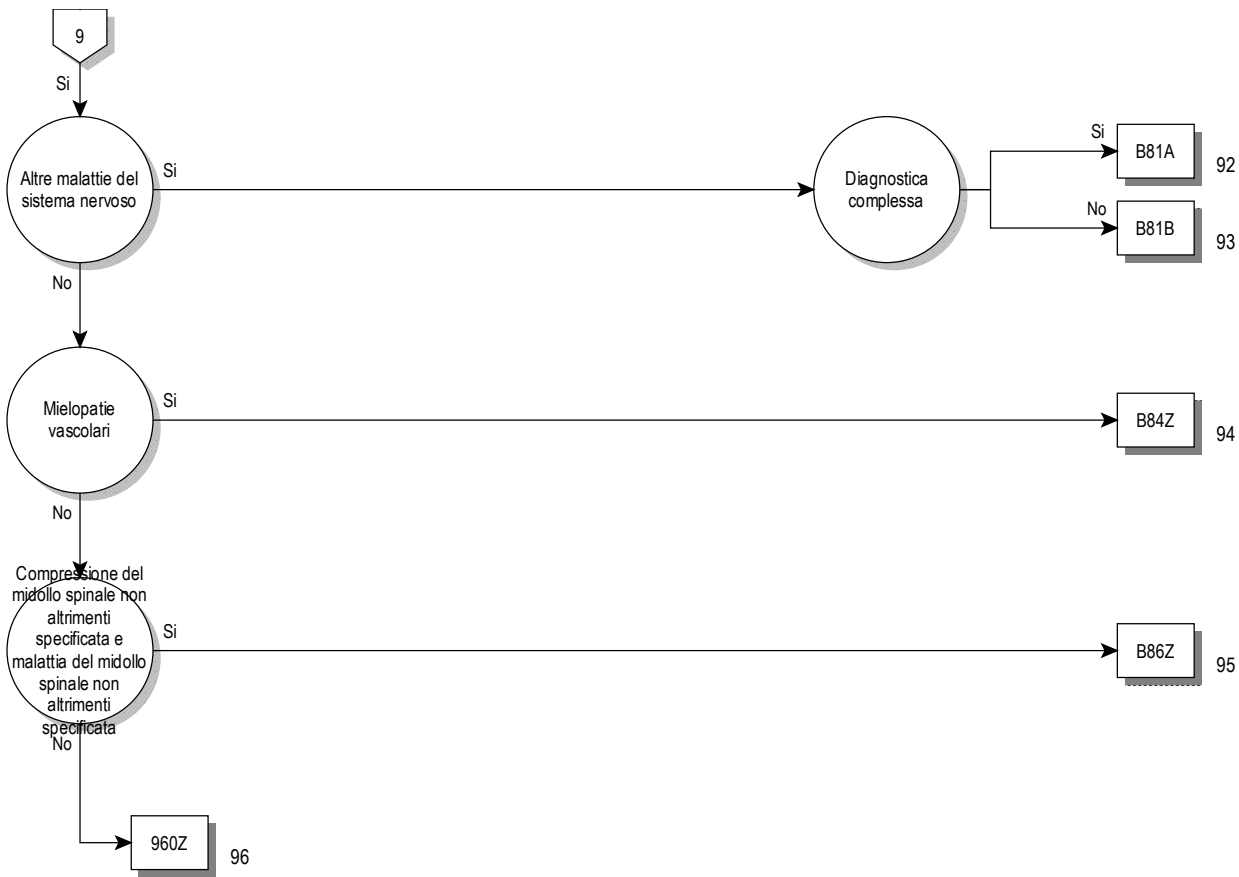 9
Si
Altre malattie del
sistema nervoso
Si
Diagnostica
complessa
Si
B81A
92
No
B81B
93
No
Mielopatie
vascolari
Si
B84Z
94
No
Compressione del
midollo spinale non
altrimenti
specificata e
malattia del midollo
spinale non
altrimenti
specificata
Si
B86Z
95
No
960Z
96